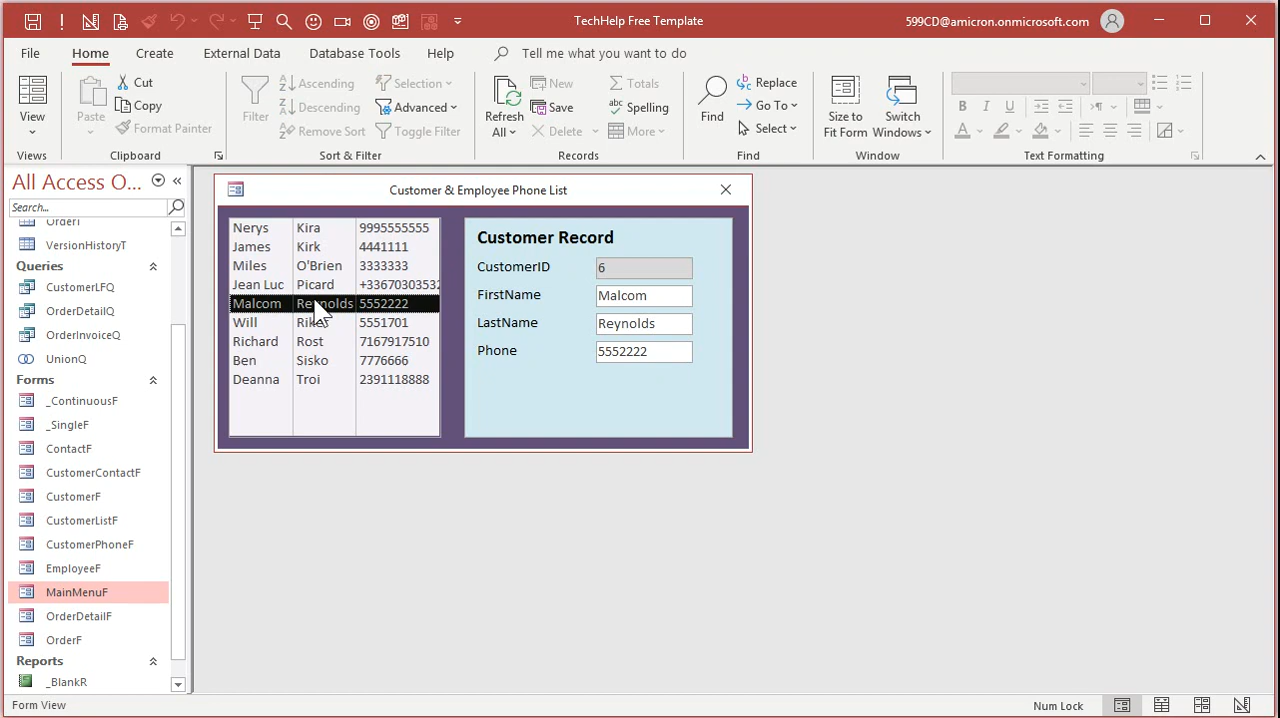 TechHelp Free Template
599CD@amicron.onmicrosoft.com
File Home Create External Data Database Tools Help Tell me what you want to do
View
Views
Paste
Cut
Copy
Format Painter
Clipboard
Filter
Ascending
Descending
Remove Sort
Selection
Advanced
Toggle Filter
Sort & Filter
Refresh
All
New
Save
Delete
Totals
Spelling
More
Records
Find
Replace
Go To
Select
Find
Size to
Fit Form
Switch
Windows
Window
B I U
A
Text Formatting
All Access O...
Search...
OrderT
VersionHistoryT
Queries
CustomerLFQ
OrderDetailQ
OrderInvoiceQ
UnionQ
Forms
_ContinuousF
_SingleF
ContactF
CustomerContactF
CustomerF
CustomerListF
CustomerPhoneF
EmployeeF
MainMenuF
OrderDetailF
OrderF
Reports
_BlankR
Customer & Employee Phone List
Nerys Kira 9995555555
James Kirk 4441111
Miles O'Brien 3333333
Jean Luc Picard +33670303532
Malcom Reynolds 5552222
Will Riker 5551701
Richard Rost 7167917510
Ben Sisko 7776666
Deanna Troi 2391118888
Customer Record
CustomerID 6
FirstName Malcom
LastName Reynolds
Phone 5552222
Form View
Num Lock